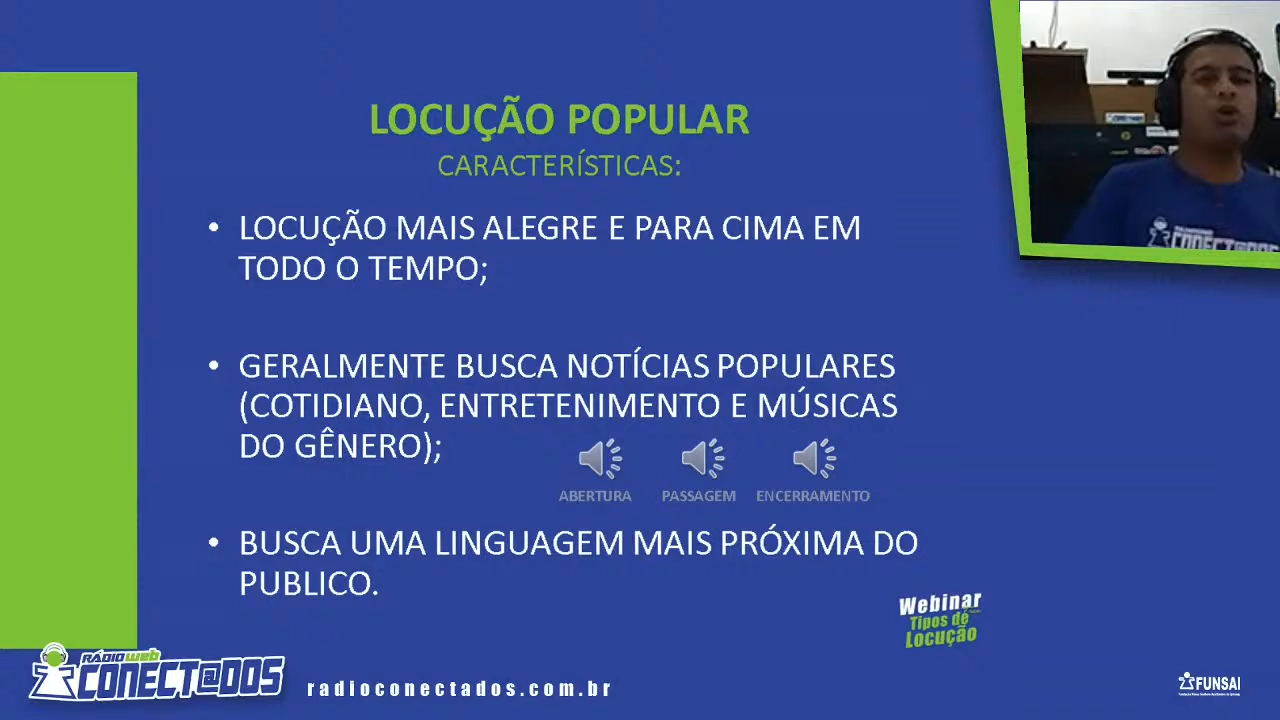 LOCUÇÃO POPULAR
CARACTERÍSTICAS:
• LOCUÇÃO MAIS ALEGRE E PARA CIMA EM
TODO O TEMPO;
• GERALMENTE BUSCA NOTÍCIAS POPULARES
(COTIDIANO, ENTRETENIMENTO E MÚSICAS
DO GÊNERO);
ABERTURA PASSAGEM ENCERRAMENTO
• BUSCA UMA LINGUAGEM MAIS PRÓXIMA DO
PUBLICO.
Webinar
Tipos de
Locução
RÁDIO WEB
CONECT@DOS
radioconectados.com.br
FUNSAI
CONECT@DOS